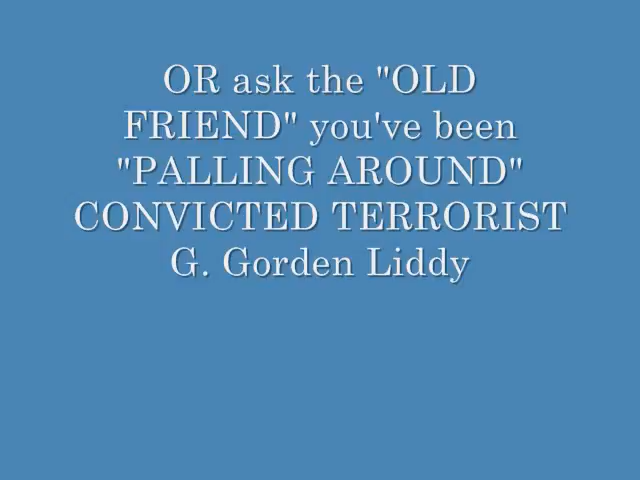 OR ask the "OLD
FRIEND" you've been
"PALLING AROUND"
CONVICTED TERRORIST
G. Gorden Liddy